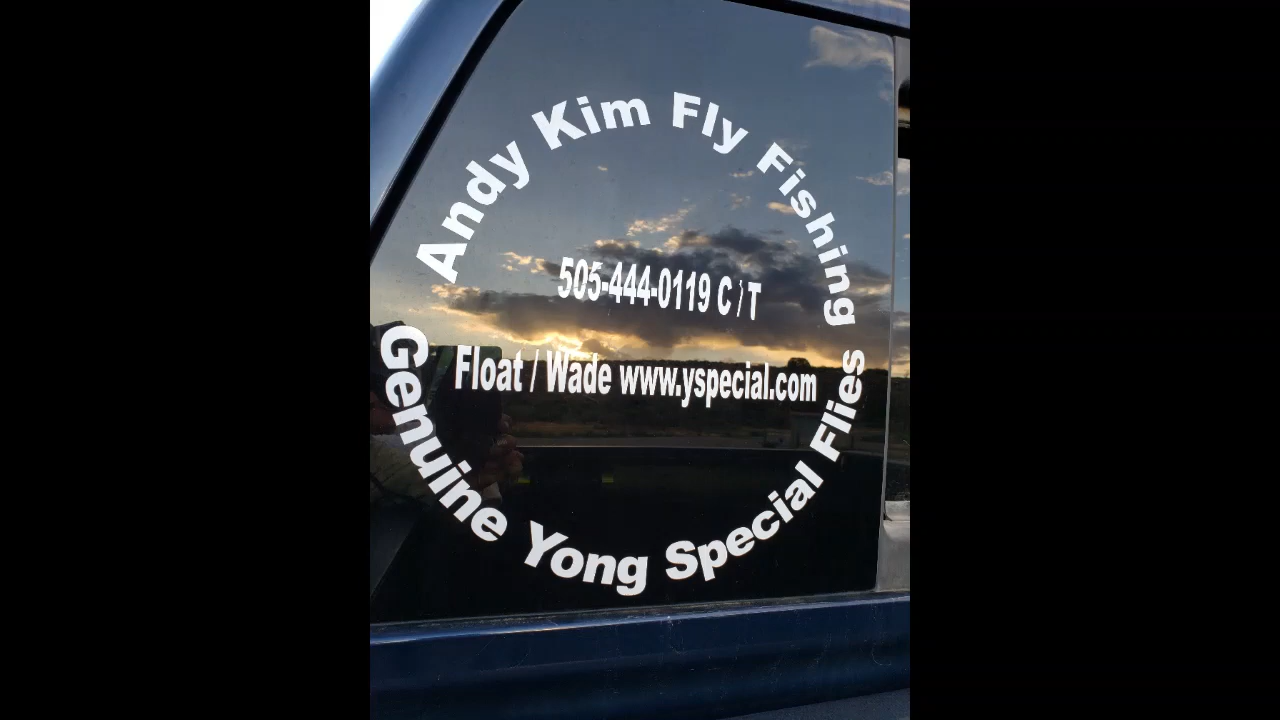 Andy Kim Fly Fishing
505-444-0119 C / T
Float / Wade www.yspecial.com
Genuine Yong Special Flies